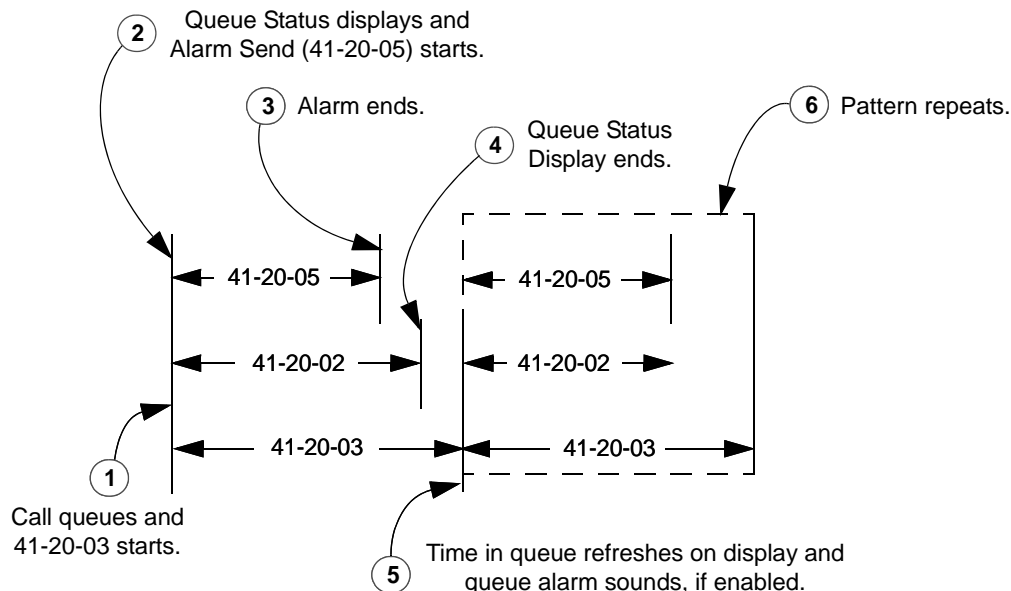 2 Queue Status displays and
Alarm Send (41-20-05) starts.
3 Alarm ends.
6 Pattern repeats.
4 Queue Status
Display ends.
41-20-05
41-20-05
41-20-02
41-20-02
41-20-03
41-20-03
1
Call queues and
41-20-03 starts.
5 Time in queue refreshes on display and
queue alarm sounds, if enabled.